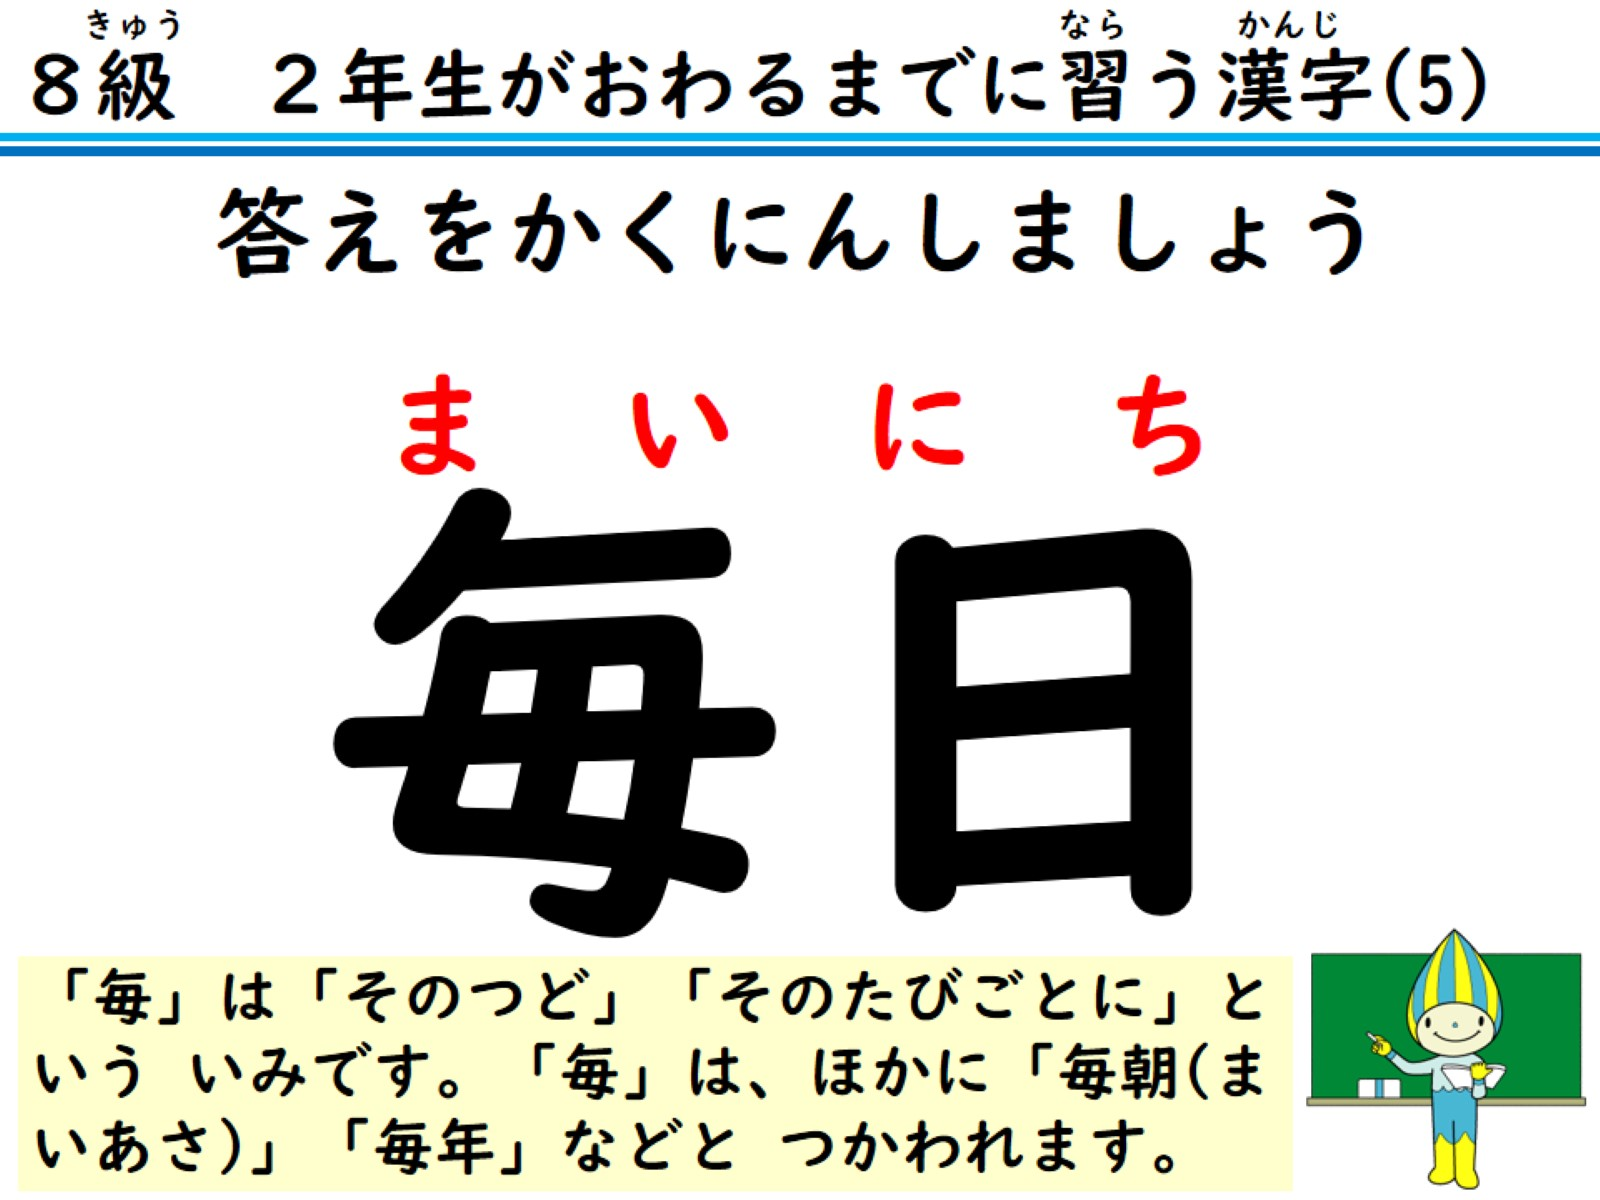 きゅう なら かんじ
８級　２年生がおわるまでに習う漢字(5)
答えをかくにんしましょう
まいにち
毎日
「毎」は「そのつど」「そのたびごとに」と
いう いみです。「毎」は、ほかに「毎朝(ま
いあさ)」「毎年」などと つかわれます。